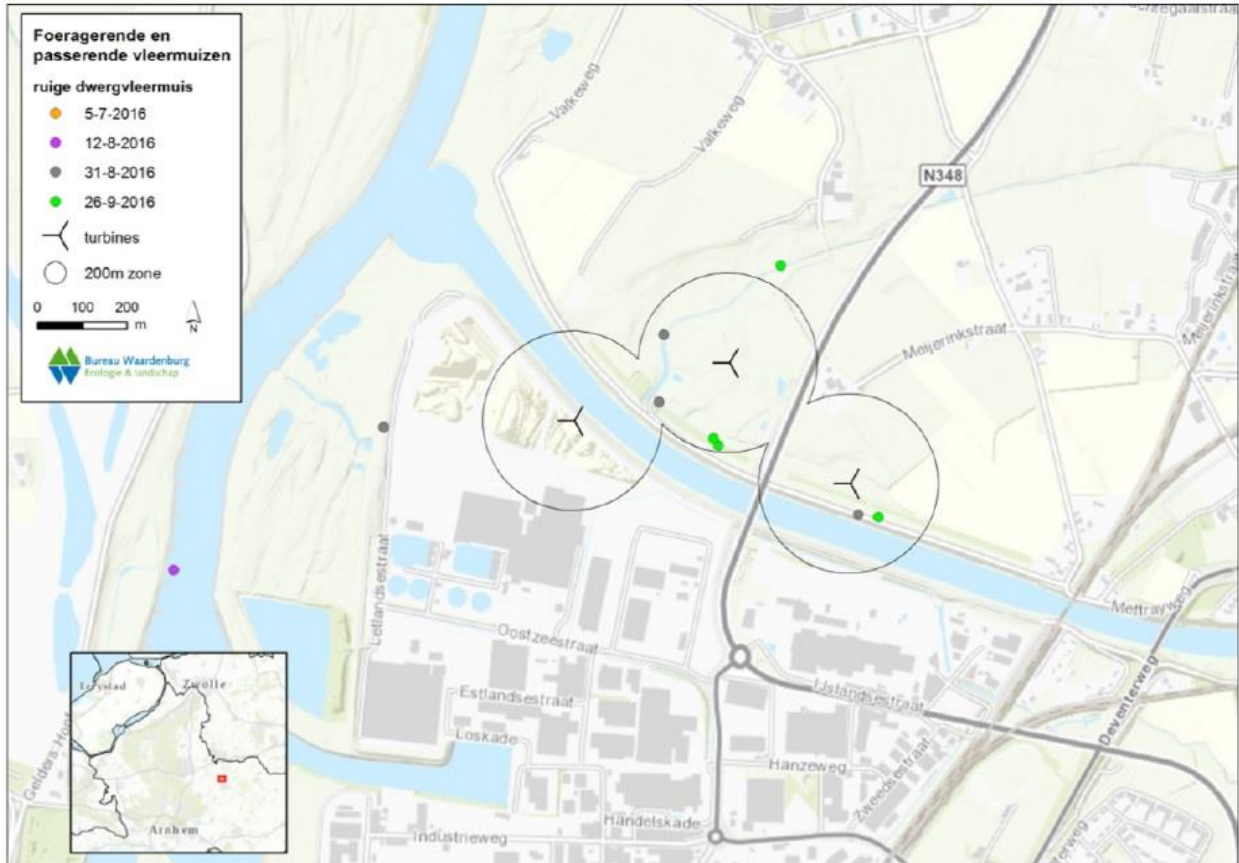 Foeragerende en
passerende vleermuizen
ruige dwergvleermuis
5-7-2016
12-8-2016
31-8-2016
26-9-2016
turbines
200m zone
0 100 200
m
N
Bureau Waardenburg
Ecologie & landschap
Valkeweg
Valkeweg
N348
Meijerinkstraat
Meijerinkstraat
Letlandsestraat
Oostzeestraat
Estlandsestraat
Loskade
IJslandsestraat
Mettrayweg
Deventerweg
Hanzeweg
Zweedsestraat
Handelskade
Industrieweg
Gelders-Hoofd
Lelystad
Zwolle
Arnhem